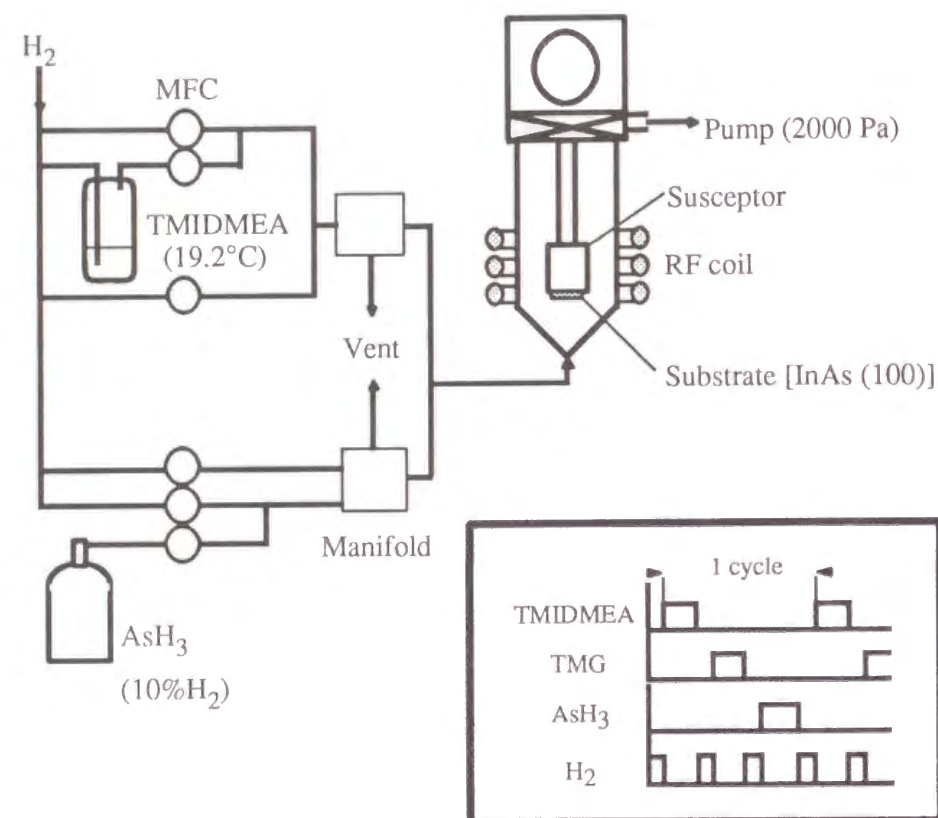 H2
MFC
TMIDMEA
(19.2°C)
Vent
Manifold
AsH3
(10%H2)
Pump (2000 Pa)
Susceptor
RF coil
Substrate [InAs (100)]
1 cycle
TMIDMEA
TMG
AsH3
H2